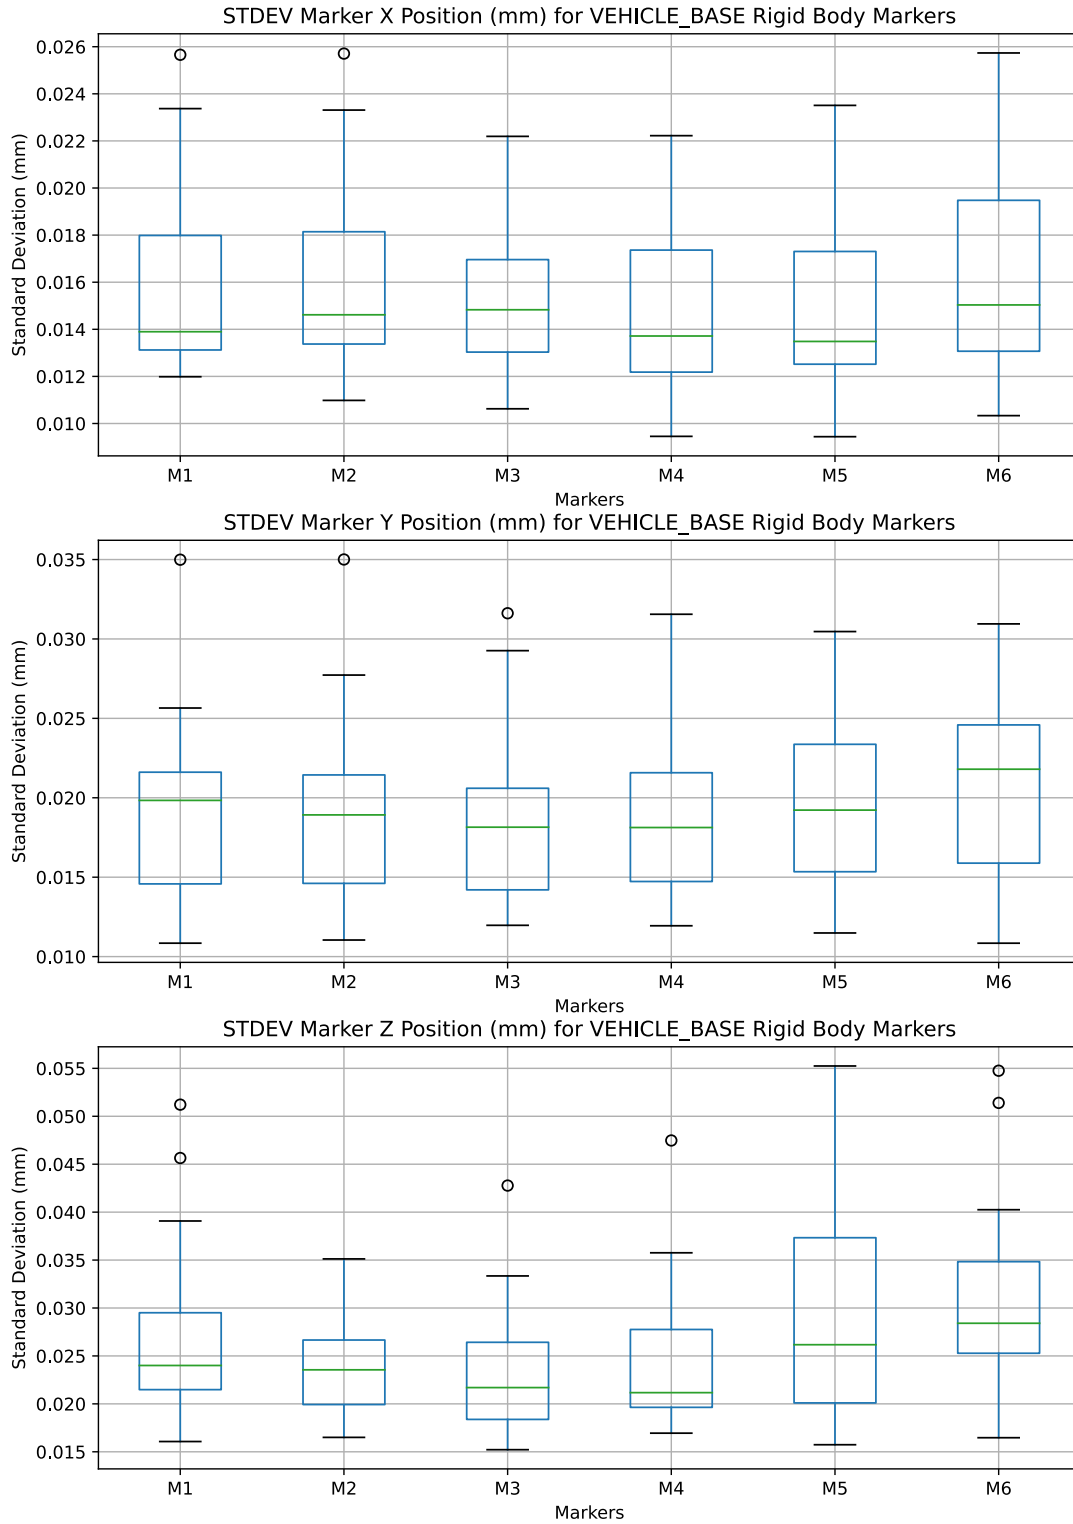 STDEV Marker X Position (mm) for VEHICLE_BASE Rigid Body Markers
Standard Deviation (mm)
0.026
0.024
0.022
0.020
0.018
0.016
0.014
0.012
0.010
M1 M2 M3 M4 M5 M6
Markers
STDEV Marker Y Position (mm) for VEHICLE_BASE Rigid Body Markers
Standard Deviation (mm)
0.035
0.030
0.025
0.020
0.015
0.010
M1 M2 M3 M4 M5 M6
Markers
STDEV Marker Z Position (mm) for VEHICLE_BASE Rigid Body Markers
Standard Deviation (mm)
0.055
0.050
0.045
0.040
0.035
0.030
0.025
0.020
0.015
M1 M2 M3 M4 M5 M6
Markers